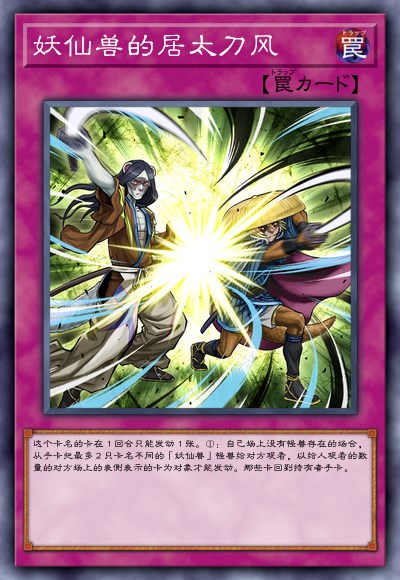 妖仙兽的居太刀风
トラップ
罠
トラップ
【罠カード】
这个卡名的卡在1回合只能发动1张。①：自己场上没有怪兽存在的场合，
从手卡把最多2只卡名不同的「妖仙兽」怪兽给对方观看，以给人观看的数
量的对方场上的表侧表示的卡为对象才能发动。那些卡回到持有者手卡。